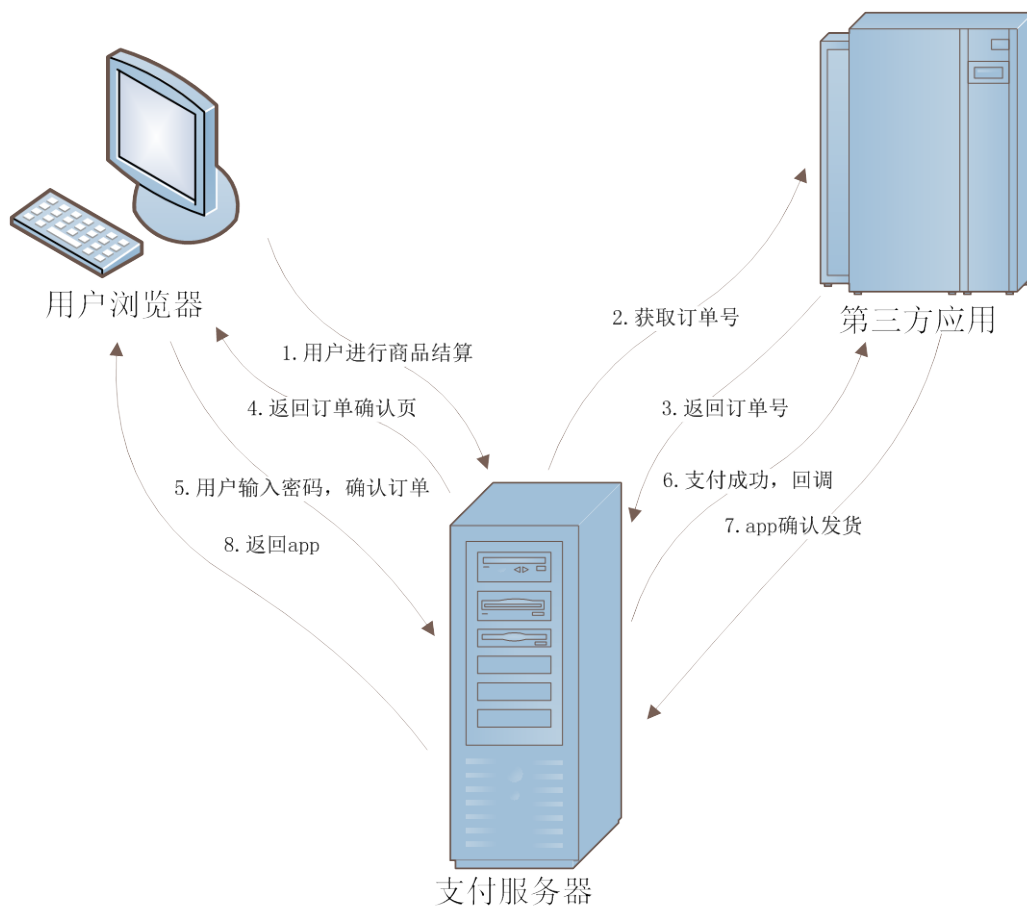 用户浏览器
第三方应用
1.用户进行商品结算
2.获取订单号
3.返回订单号
4.返回订单确认页
5.用户输入密码，确认订单
6.支付成功，回调
7.app确认发货
8.返回app
支付服务器